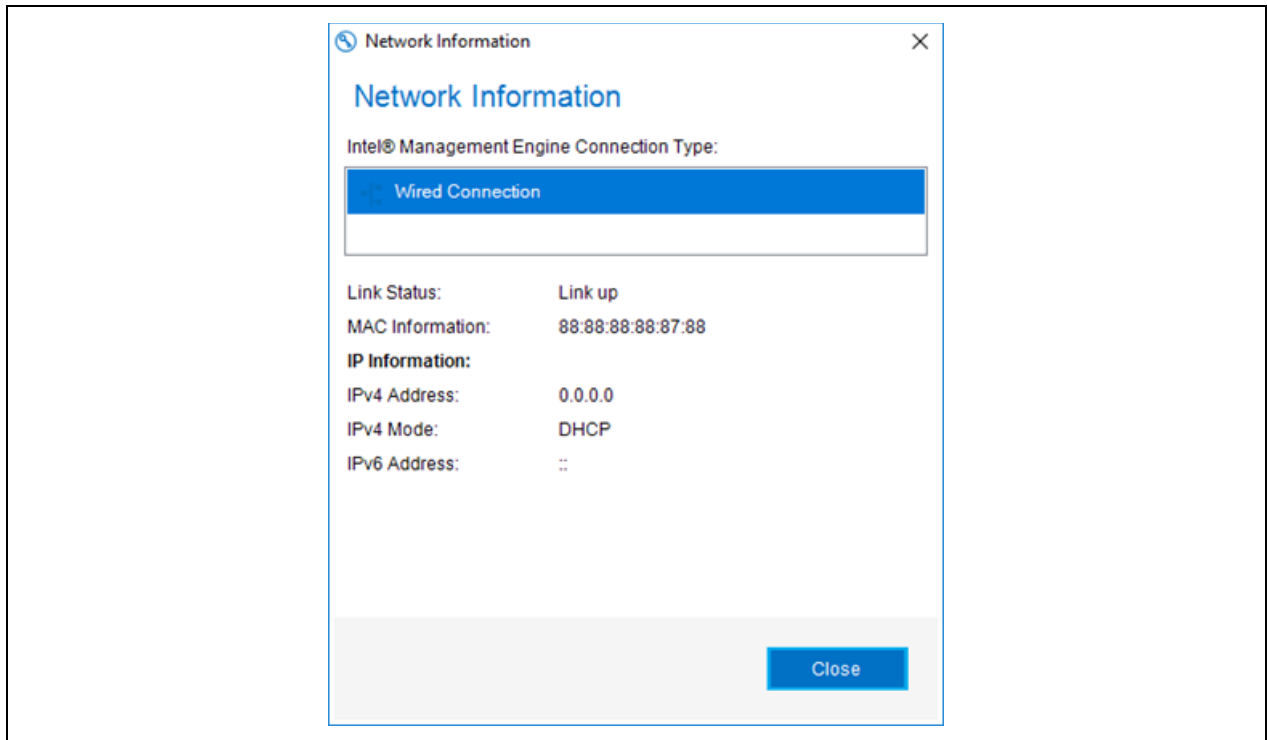 Network Information
Network Information
Intel® Management Engine Connection Type:
Wired Connection
Link Status: Link up
MAC Information: 88:88:88:88:87:88
IP Information:
IPv4 Address: 0.0.0.0
IPv4 Mode: DHCP
IPv6 Address: ::
Close